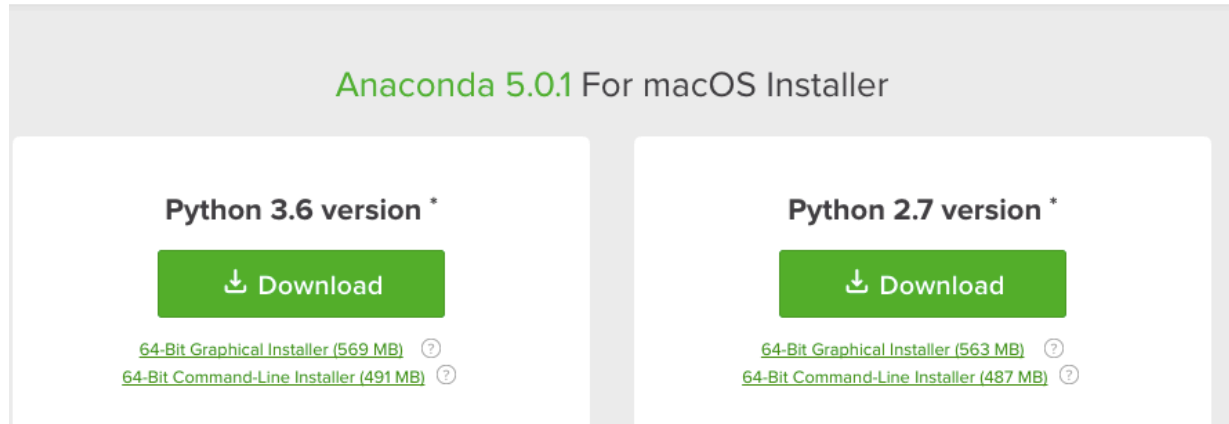 Anaconda 5.0.1 For macOS Installer
Python 3.6 version *
Download
64-Bit Graphical Installer (569 MB) ?
64-Bit Command-Line Installer (491 MB) ?
Python 2.7 version *
Download
64-Bit Graphical Installer (563 MB) ?
64-Bit Command-Line Installer (487 MB) ?